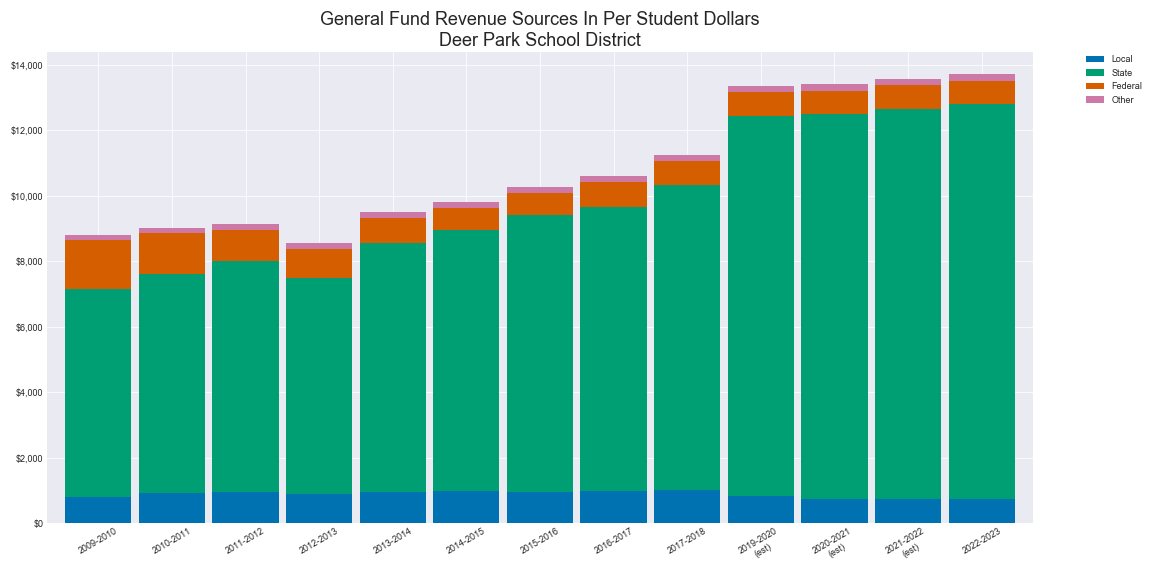 General Fund Revenue Sources In Per Student Dollars
Deer Park School District
Local
State
Federal
Other
$14,000
$12,000
$10,000
$8,000
$6,000
$4,000
$2,000
$0
2009-2010
2010-2011
2011-2012
2012-2013
2013-2014
2014-2015
2015-2016
2016-2017
2017-2018
2019-2020
(est)
2020-2021
(est)
2021-2022
(est)
2022-2023